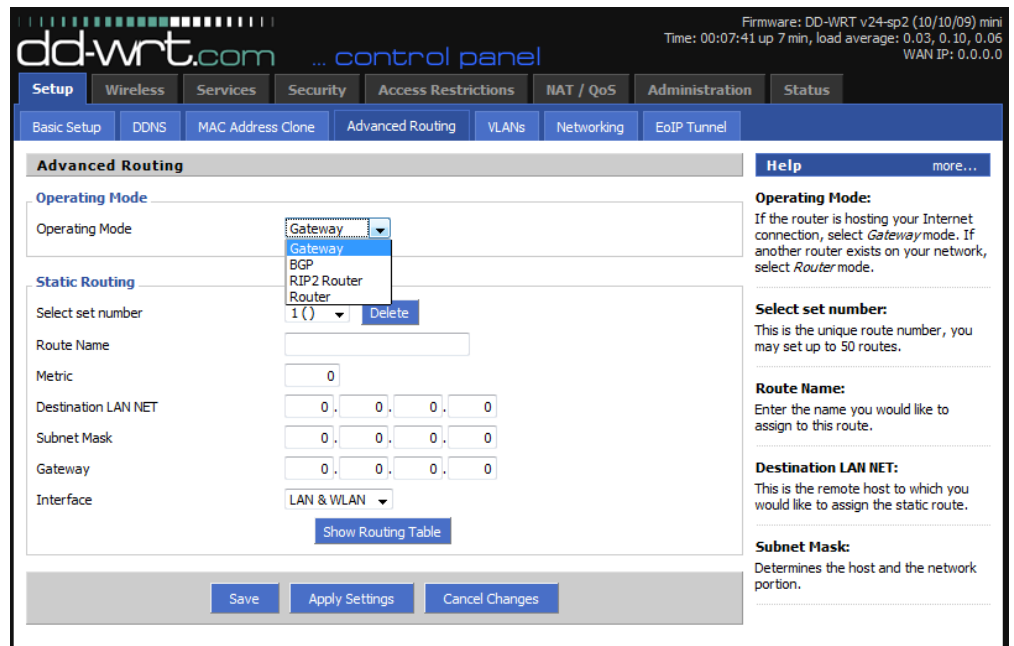 Firmware: DD-WRT v24-sp2 (10/10/09) mini
Time: 00:07:41 up 7 min, load average: 0.03, 0.10, 0.06
WAN IP: 0.0.0.0
dd-wrt.com ... control panel
Setup Wireless Services Security Access Restrictions NAT / QoS Administration Status
Basic Setup DDNS MAC Address Clone Advanced Routing VLANs Networking EoIP Tunnel
Advanced Routing
Operating Mode
Operating Mode Gateway
Gateway
BGP
RIP2 Router
Router
Static Routing
Select set number 1 () Delete
Route Name
Metric 0
Destination LAN NET 0. 0. 0. 0
Subnet Mask 0. 0. 0. 0
Gateway 0. 0. 0. 0
Interface LAN & WLAN
Show Routing Table
Save Apply Settings Cancel Changes
Help more...
Operating Mode:
If the router is hosting your Internet
connection, select Gateway mode. If
another router exists on your network,
select Router mode.
Select set number:
This is the unique route number, you
may set up to 50 routes.
Route Name:
Enter the name you would like to
assign to this route.
Destination LAN NET:
This is the remote host to which you
would like to assign the static route.
Subnet Mask:
Determines the host and the network
portion.